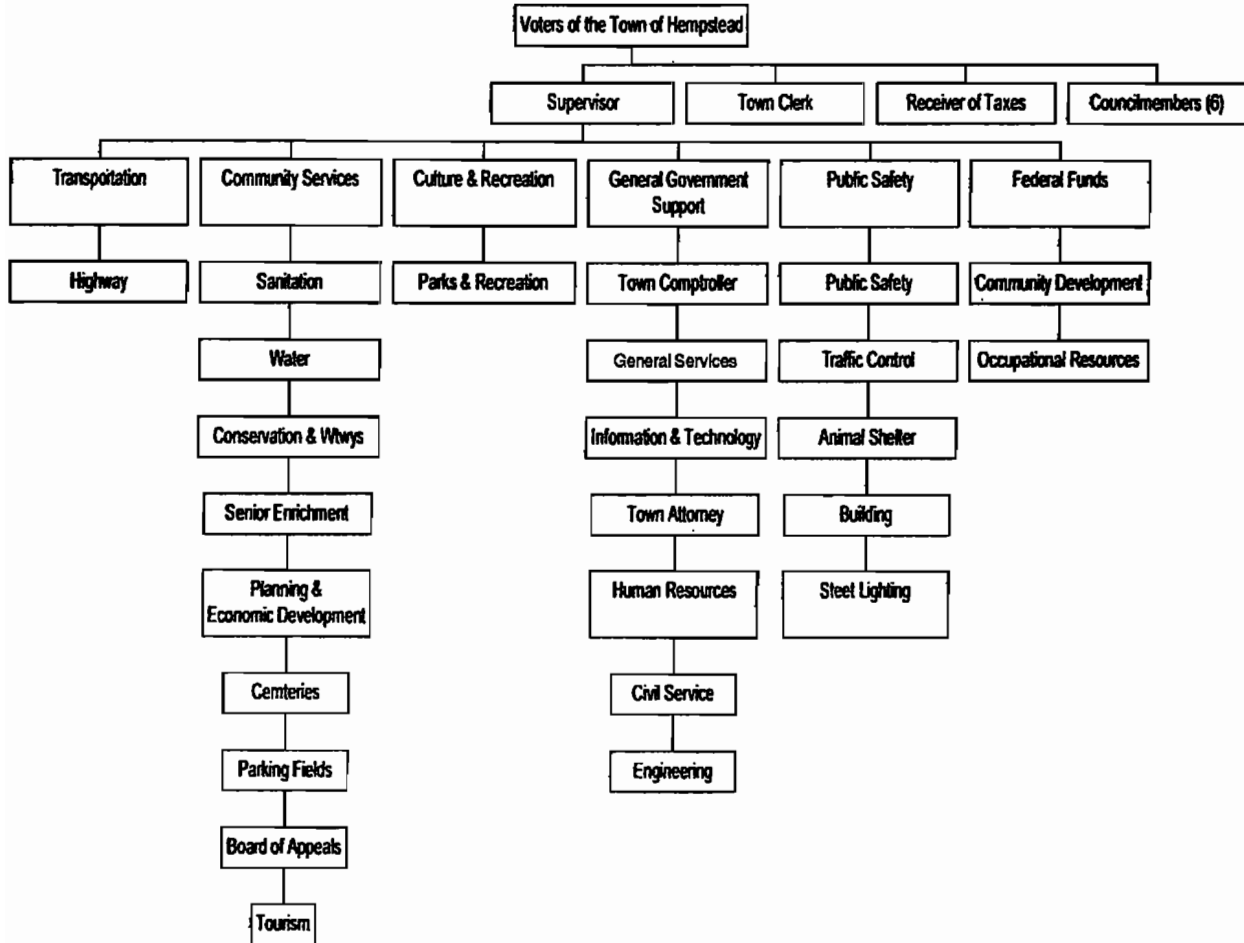 Voters of the Town of Hempstead
Supervisor
Town Clerk
Receiver of Taxes
Councilmembers (6)
Transportation
Community Services
Culture & Recreation
General Government
Support
Public Safety
Federal Funds
Highway
Sanitation
Parks & Recreation
Town Comptroller
Public Safety
Community Development
Water
General Services
Traffic Control
Occupational Resources
Conservation & Wtwys
Information & Technology
Animal Shelter
Senior Enrichment
Town Attorney
Building
Planning &
Economic Development
Human Resources
Steet Lighting
Cemteries
Civil Service
Parking Fields
Engineering
Board of Appeals
Tourism